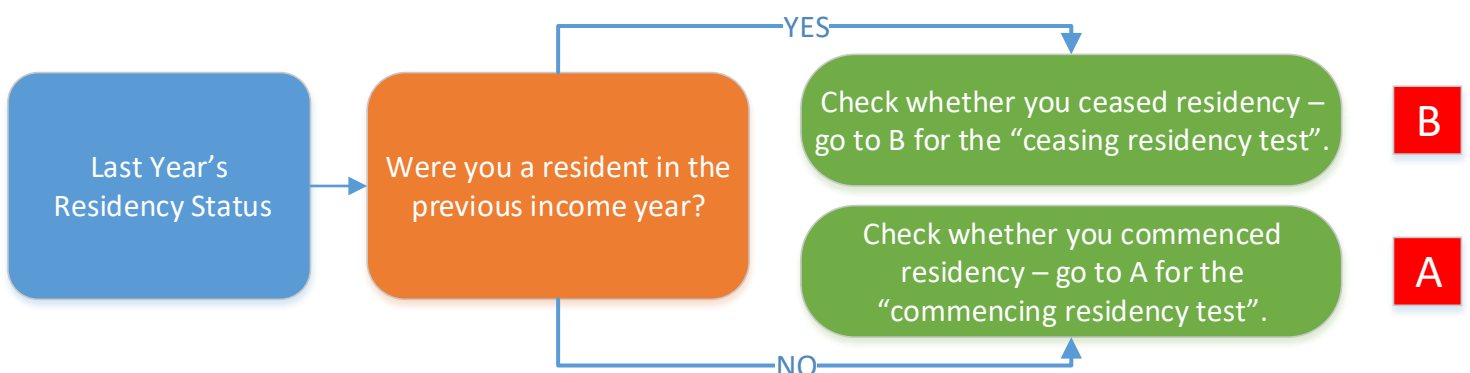 Last Year’s
Residency Status
Were you a resident in the
previous income year?
YES
Check whether you ceased residency –
go to B for the “ceasing residency test”.
B
NO
Check whether you commenced
residency – go to A for the
“commencing residency test”.
A